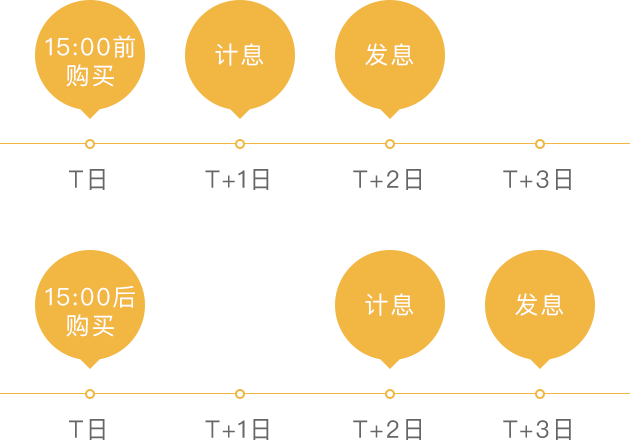 15:00前
购买
计息
发息
T日
T+1日
T+2日
T+3日
15:00后
购买
计息
发息
T日
T+1日
T+2日
T+3日